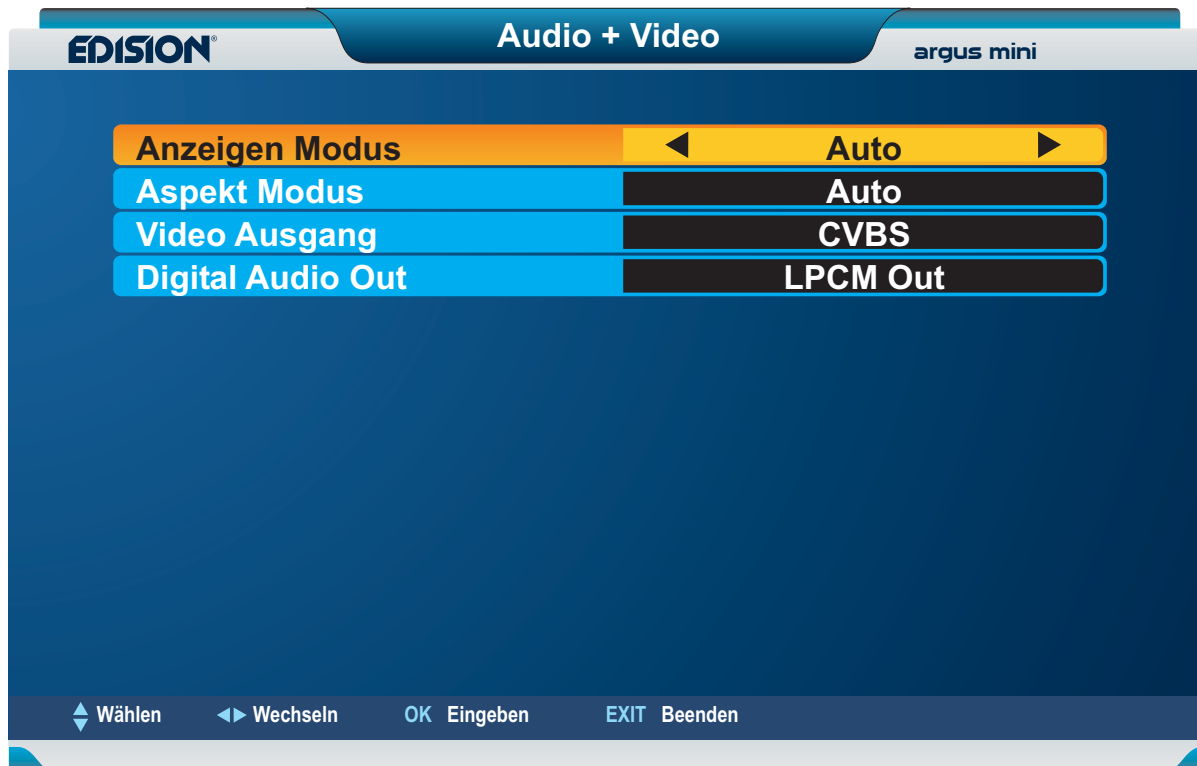 Audio + Video
EDISION®
argus mini
Anzeigen Modus Auto
Aspekt Modus Auto
Video Ausgang CVBS
Digital Audio Out LPCM Out
Wählen Wechseln OK Eingeben EXIT Beenden